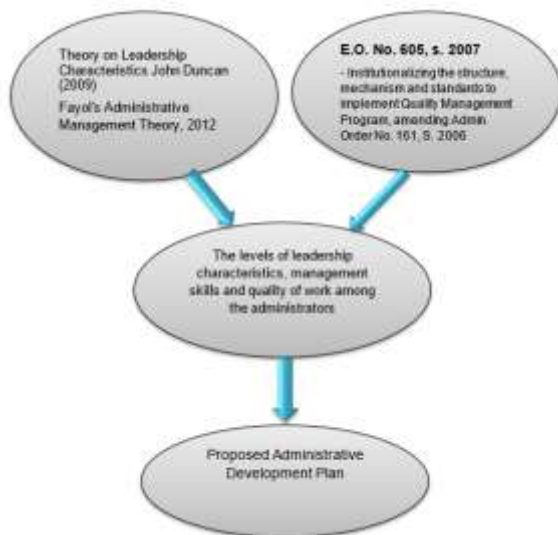 Theory on Leadership
Characteristics John Duncan
(2009)
Fayol's Administrative
Management Theory, 2012
E.O. No. 605, s. 2007
- Institutionalizing the structure,
mechanism and standards to
implement Quality Management
Program, amending Admin
Order No. 161, S. 2006
The levels of leadership
characteristics, management
skills and quality of work among
the administrators
Proposed Administrative
Development Plan